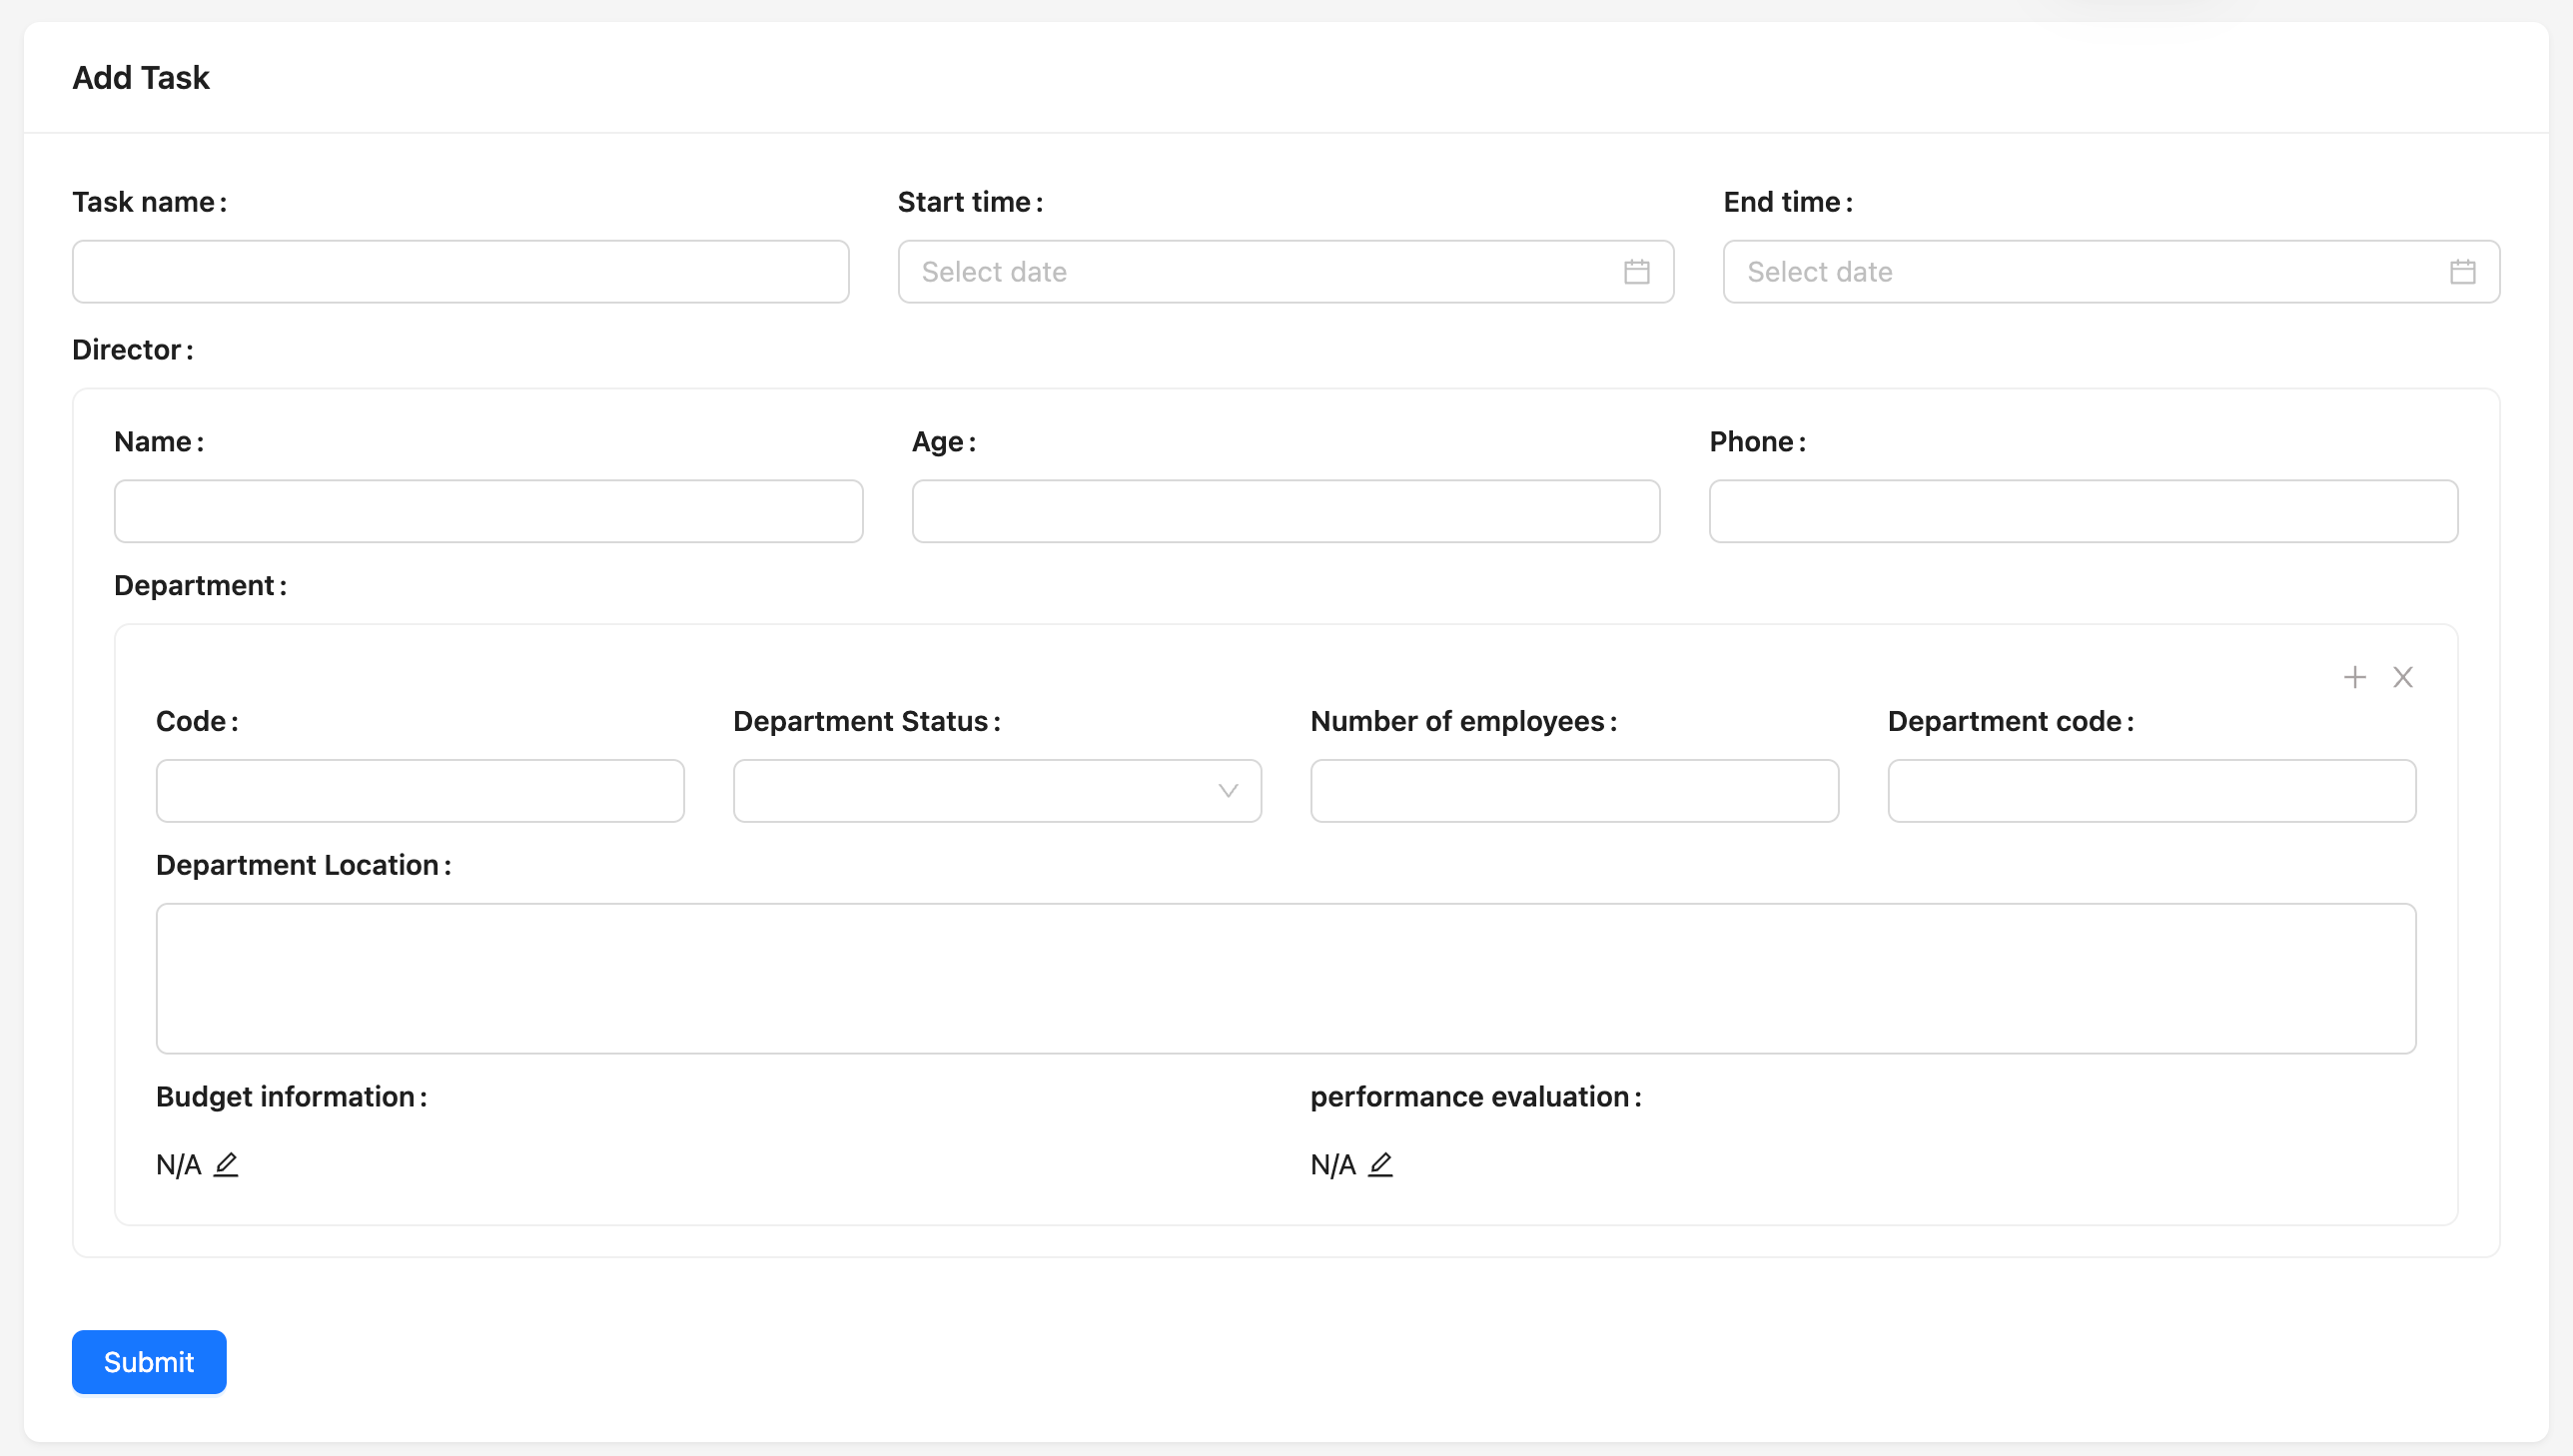 Add Task
Task name: Start time: End time:
Select date Select date
Director:
Name: Age: Phone:
Department:
Code: Department Status: Number of employees: Department code:
Department Location:
Budget information: performance evaluation:
N/A N/A
Submit